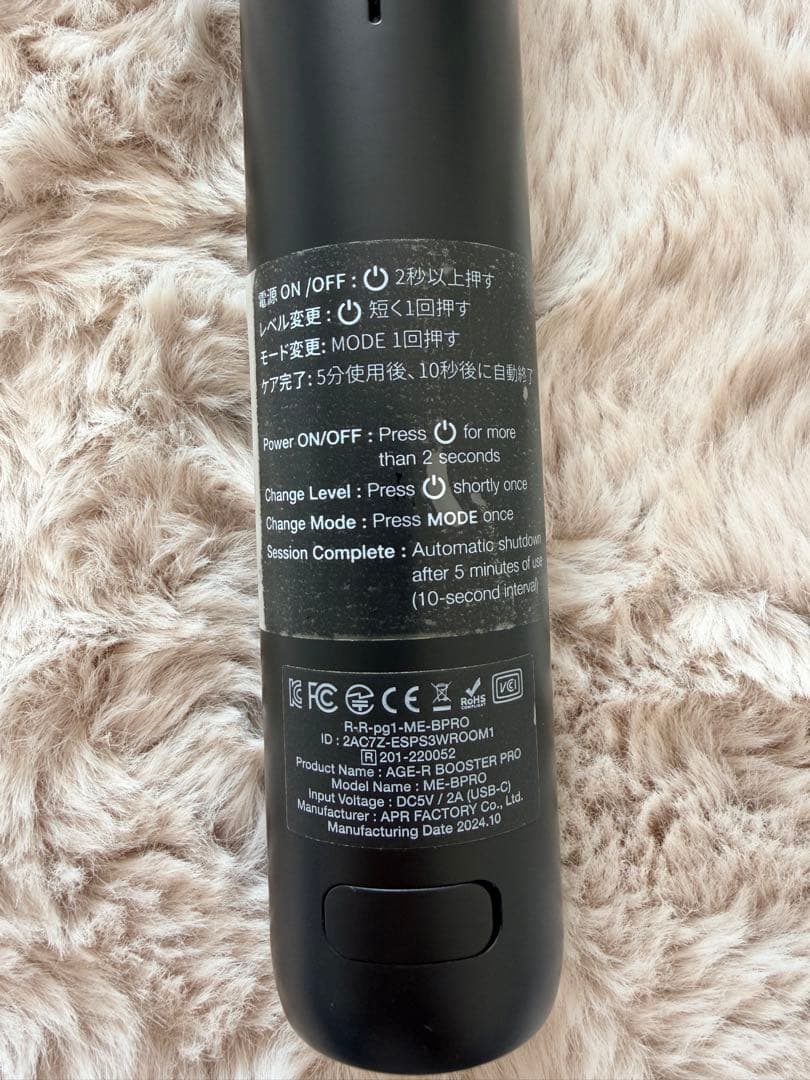 電源 ON /OFF : 2秒以上押す
レベル変更 : 短く1回押す
モード変更: MODE 1回押す
ケア完了: 5分使用後、10秒後に自動終了
Power ON/OFF : Press for more
than 2 seconds
Change Level : Press shortly once
Change Mode : Press MODE once
Session Complete : Automatic shutdown
after 5 minutes of use
(10-second interval)
FC CE RoHS COMPLIANT VCCI
R-R-pg1-ME-BPRO
ID : 2AC7Z-ESPS3WROOM1
R 201-220052
Product Name : AGE-R BOOSTER PRO
Model Name : ME-BPRO
Input Voltage : DC5V / 2A (USB-C)
Manufacturer : APR FACTORY Co., Ltd.
Manufacturing Date 2024.10